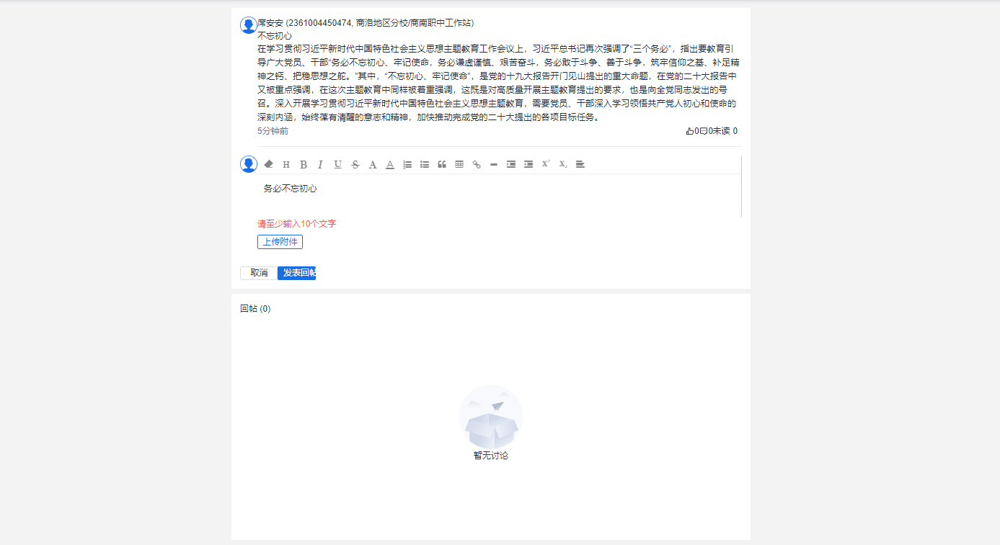 席安安 (2361004450474, 商洛地区分校/商南职中工作站)
不忘初心
在学习贯彻习近平新时代中国特色社会主义思想主题教育工作会议上，习近平总书记再次强调了“三个务必”，指出要教育引
导广大党员、干部“务必不忘初心、牢记使命，务必谦虚谨慎、艰苦奋斗，务必敢于斗争、善于斗争，筑牢信仰之基、补足精
神之钙、把稳思想之舵。”其中，“不忘初心、牢记使命”，是党的十九大报告开门见山提出的重大命题，在党的二十大报告中
又被重点强调，在这次主题教育中同样被着重强调，这既是对高质量开展主题教育提出的要求，也是向全党同志发出的号
召。深入开展学习贯彻习近平新时代中国特色社会主义思想主题教育，需要党员、干部深入学习领悟共产党人初心和使命的
深刻内涵，始终葆有清醒的意志和精神，加快推动完成党的二十大提出的各项目标任务。
5分钟前 0 0未读 0
H B I U S A A X² X₂
务必不忘初心
请至少输入10个文字
上传附件
取消 发表回帖
回帖 (0)
暂无讨论